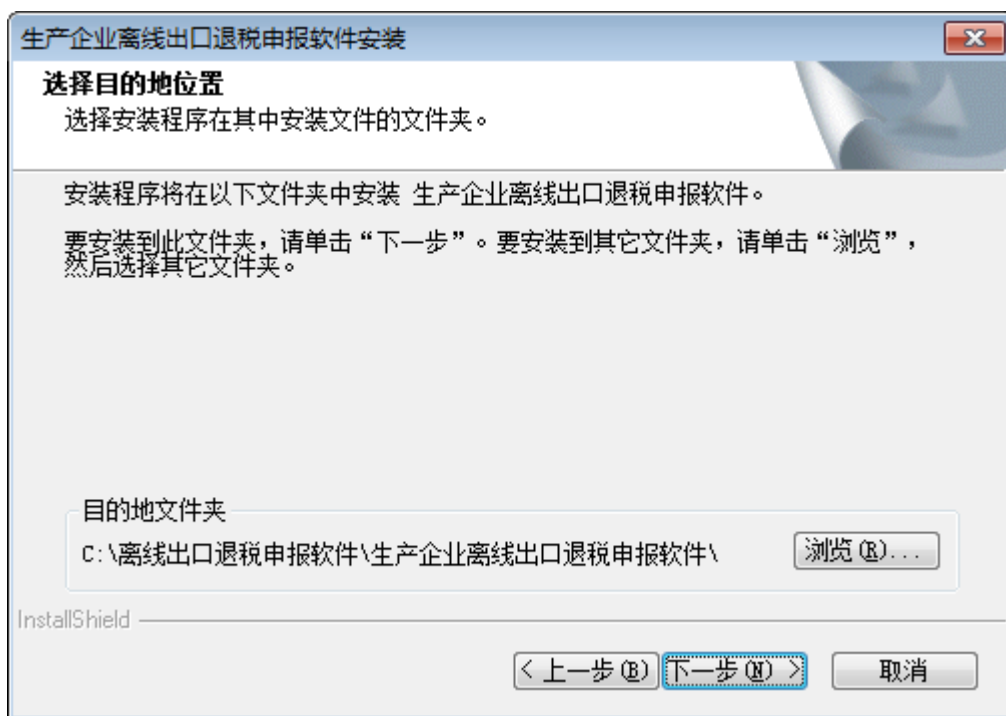 生产企业离线出口退税申报软件安装
选择目的地位置
选择安装程序在其中安装文件的文件夹。
安装程序将在以下文件夹中安装 生产企业离线出口退税申报软件。
要安装到此文件夹，请单击“下一步”。要安装到其它文件夹，请单击“浏览”，
然后选择其它文件夹。
目的地文件夹
C:\离线出口退税申报软件\生产企业离线出口退税申报软件\
浏览(R)...
InstallShield
< 上一步(B) 下一步(N) > 取消